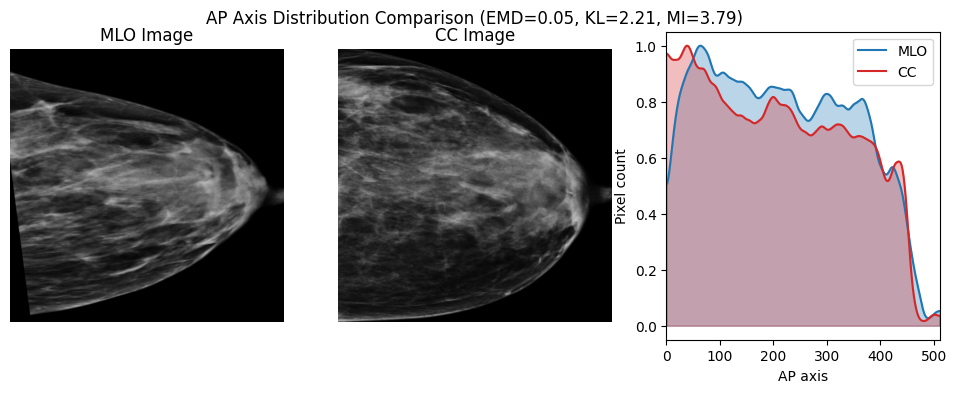 AP Axis Distribution Comparison (EMD=0.05, KL=2.21, MI=3.79)
MLO Image
CC Image
1.0
0.8
0.6
0.4
0.2
0.0
Pixel count
MLO
CC
0
100
200
300
400
500
AP axis